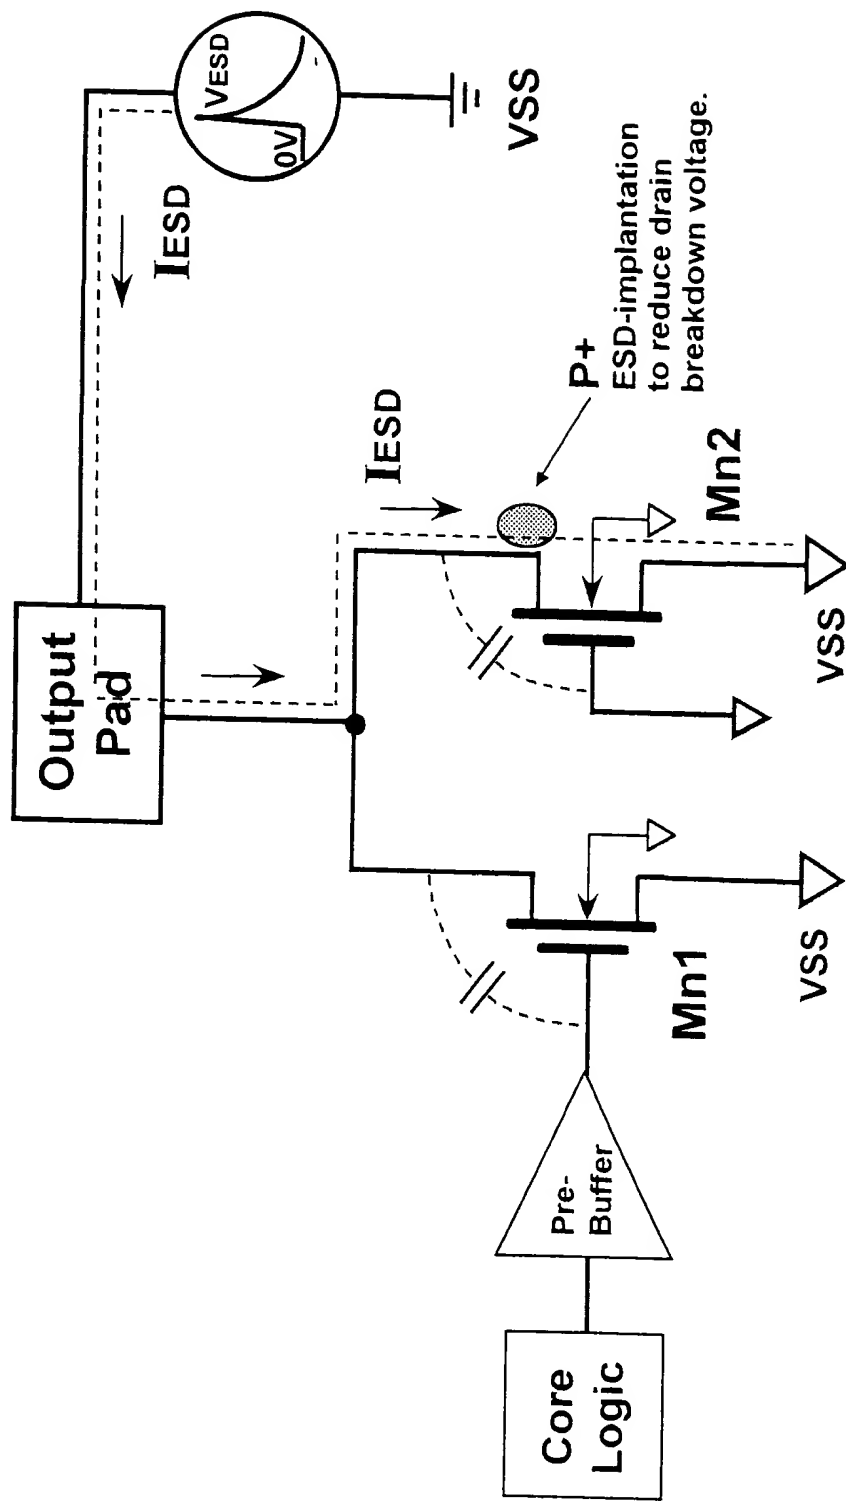 Output
Pad
IESD
VESD
0V
VSS
IESD
P+
ESD-implantation
to reduce drain
breakdown voltage.
Core
Logic
Pre-
Buffer
Mn1
VSS
Mn2
VSS